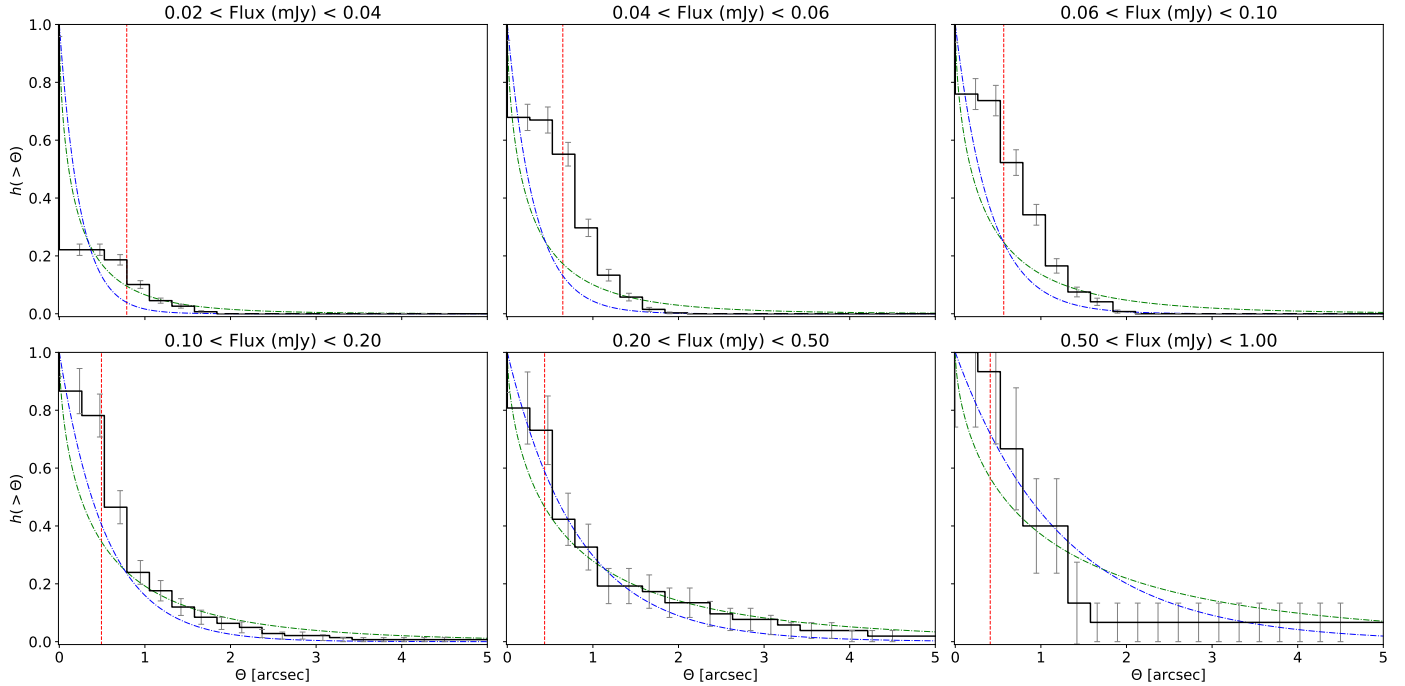 0.02 < Flux (mJy) < 0.04
0.04 < Flux (mJy) < 0.06
0.06 < Flux (mJy) < 0.10
1.0
0.8
0.6
0.4
0.2
0.0
h( > Θ)
1.0
0.8
0.6
0.4
0.2
0.0
h( > Θ)
0.10 < Flux (mJy) < 0.20
0.20 < Flux (mJy) < 0.50
0.50 < Flux (mJy) < 1.00
0 1 2 3 4 5
0 1 2 3 4 5
0 1 2 3 4 5
Θ [arcsec]
Θ [arcsec]
Θ [arcsec]